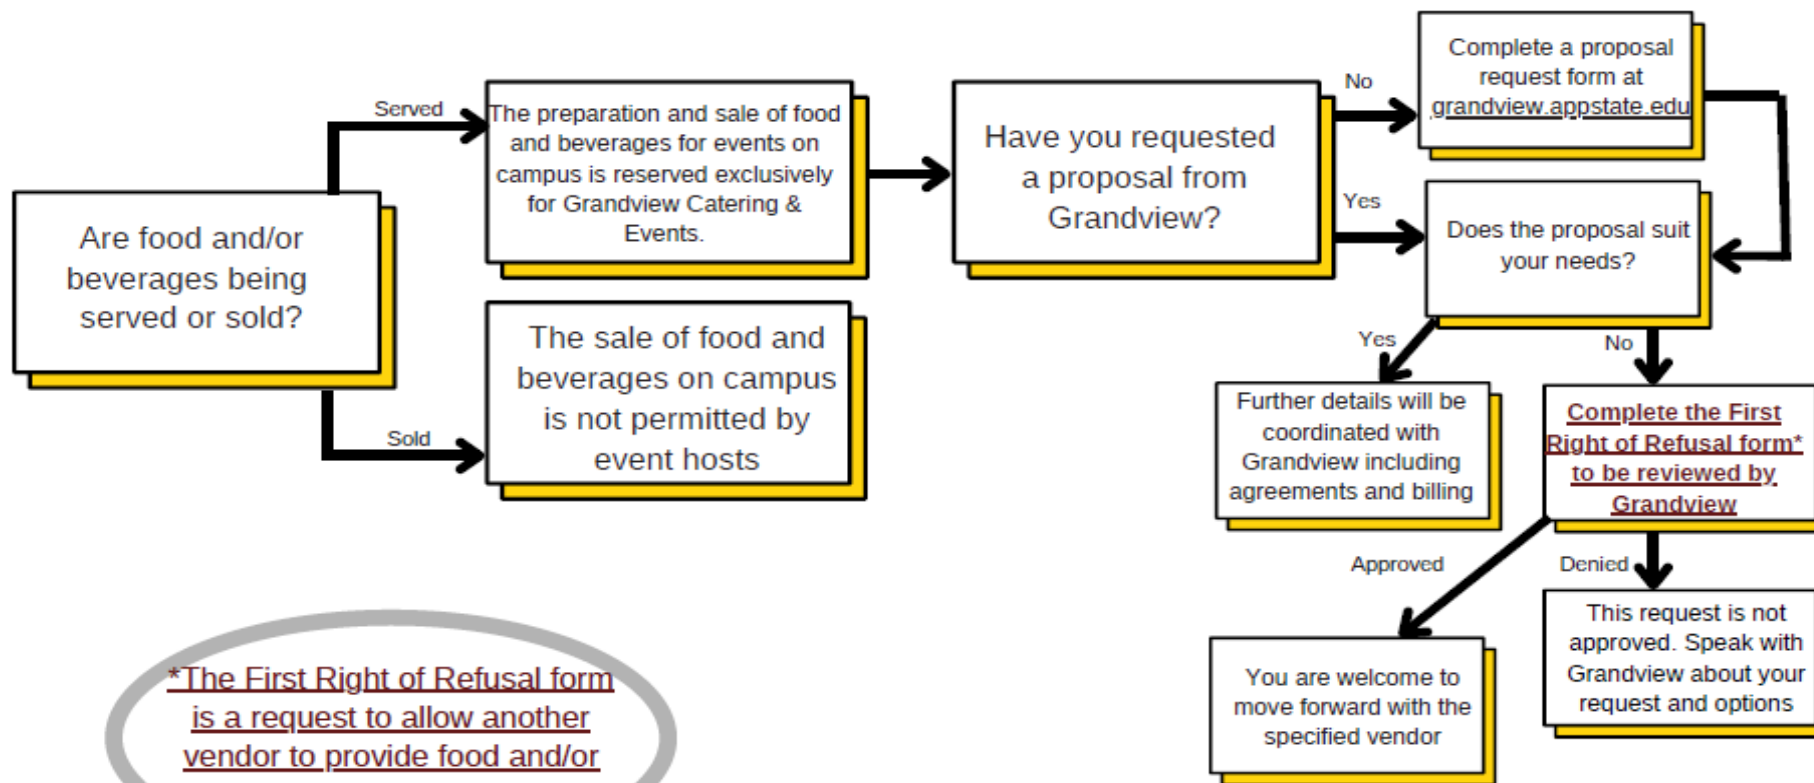 Are food and/or
beverages being
served or sold?
Served
Sold
The preparation and sale of food
and beverages for events on
campus is reserved exclusively
for Grandview Catering &
Events.
The sale of food and
beverages on campus
is not permitted by
event hosts
Have you requested
a proposal from
Grandview?
No
Yes
Complete a proposal
request form at
grandview.appstate.edu
Does the proposal suit
your needs?
Yes
No
Further details will be
coordinated with
Grandview including
agreements and billing
Complete the First
Right of Refusal form*
to be reviewed by
Grandview
Approved
Denied
You are welcome to
move forward with the
specified vendor
This request is not
approved. Speak with
Grandview about your
request and options
*The First Right of Refusal form
is a request to allow another
vendor to provide food and/or